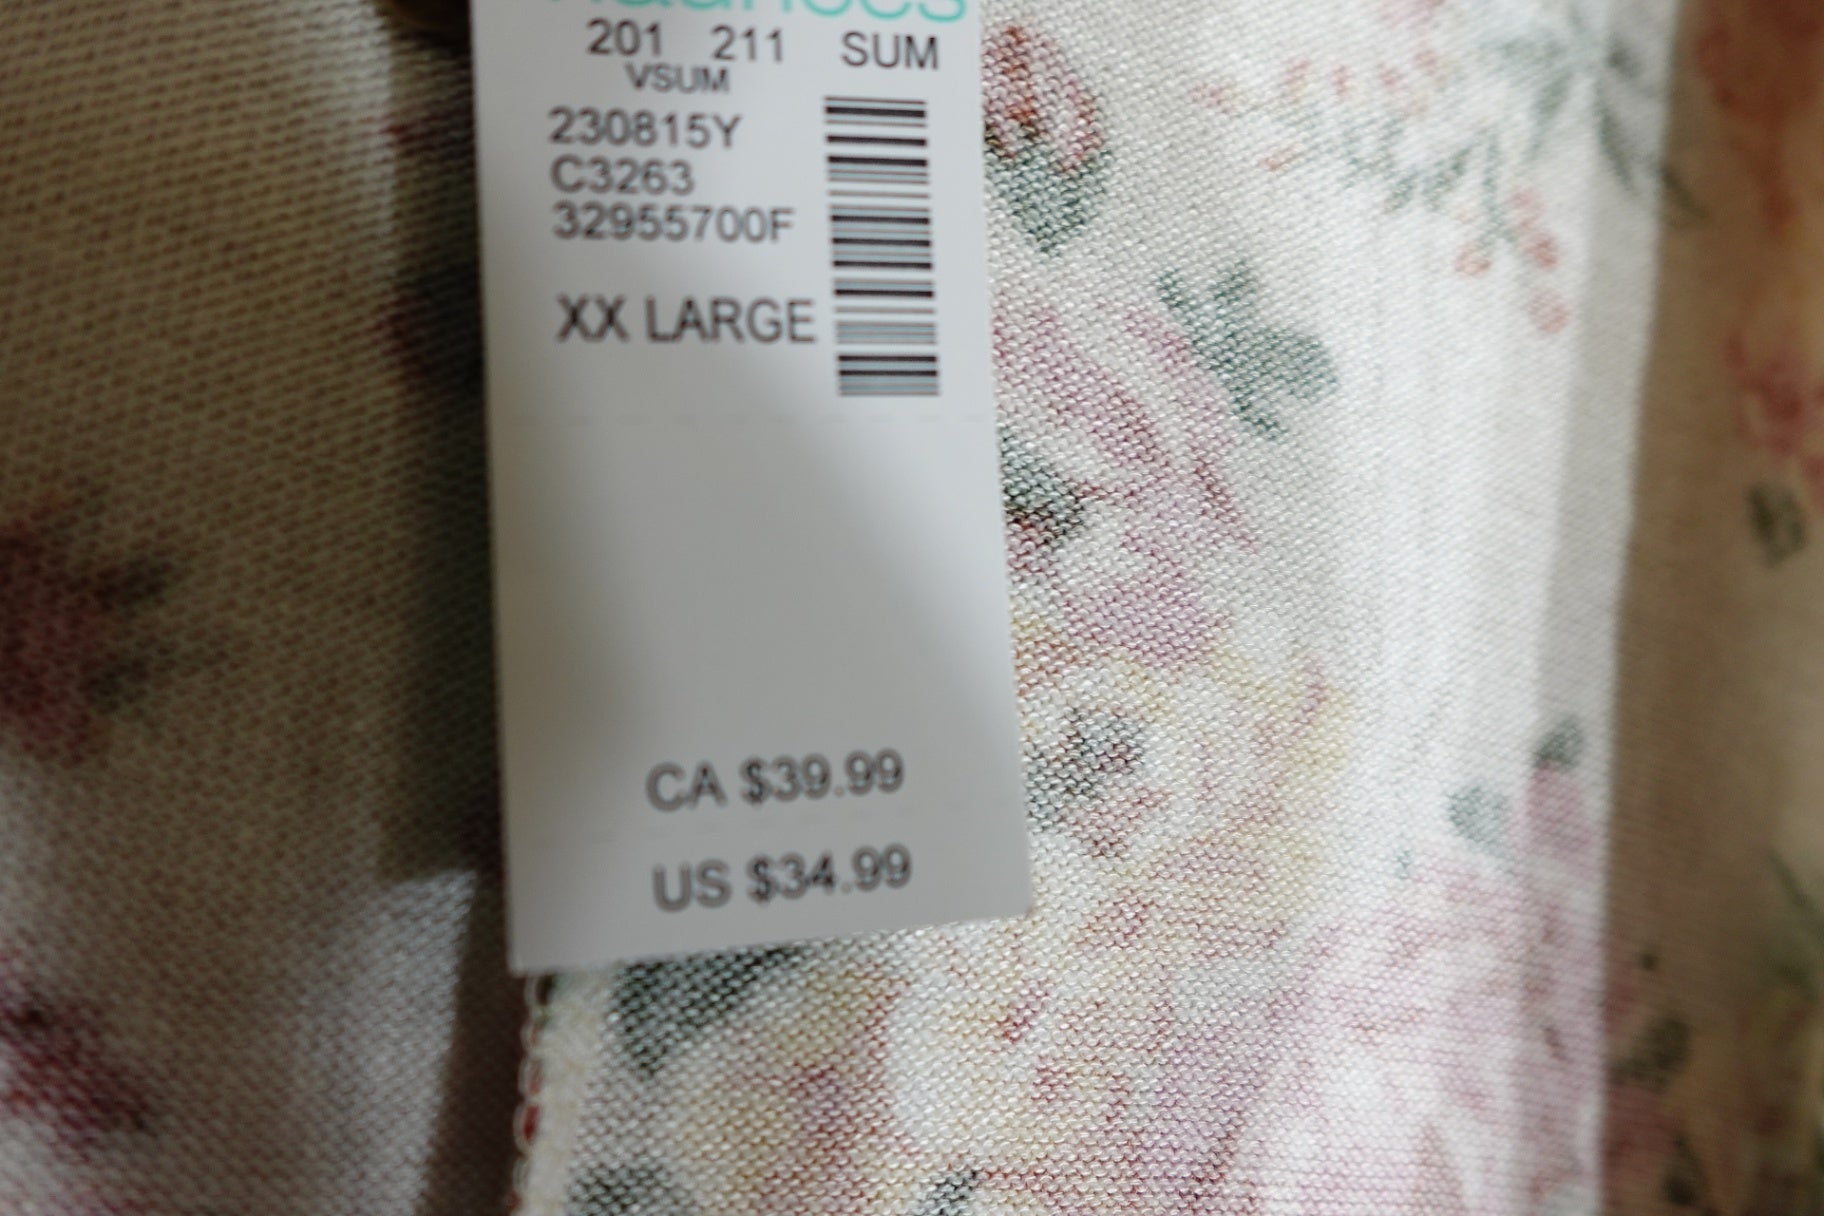 201 211 SUM
VSUM
230815Y
C3263
32955700F
XX LARGE
CA $39.99
US $34.99